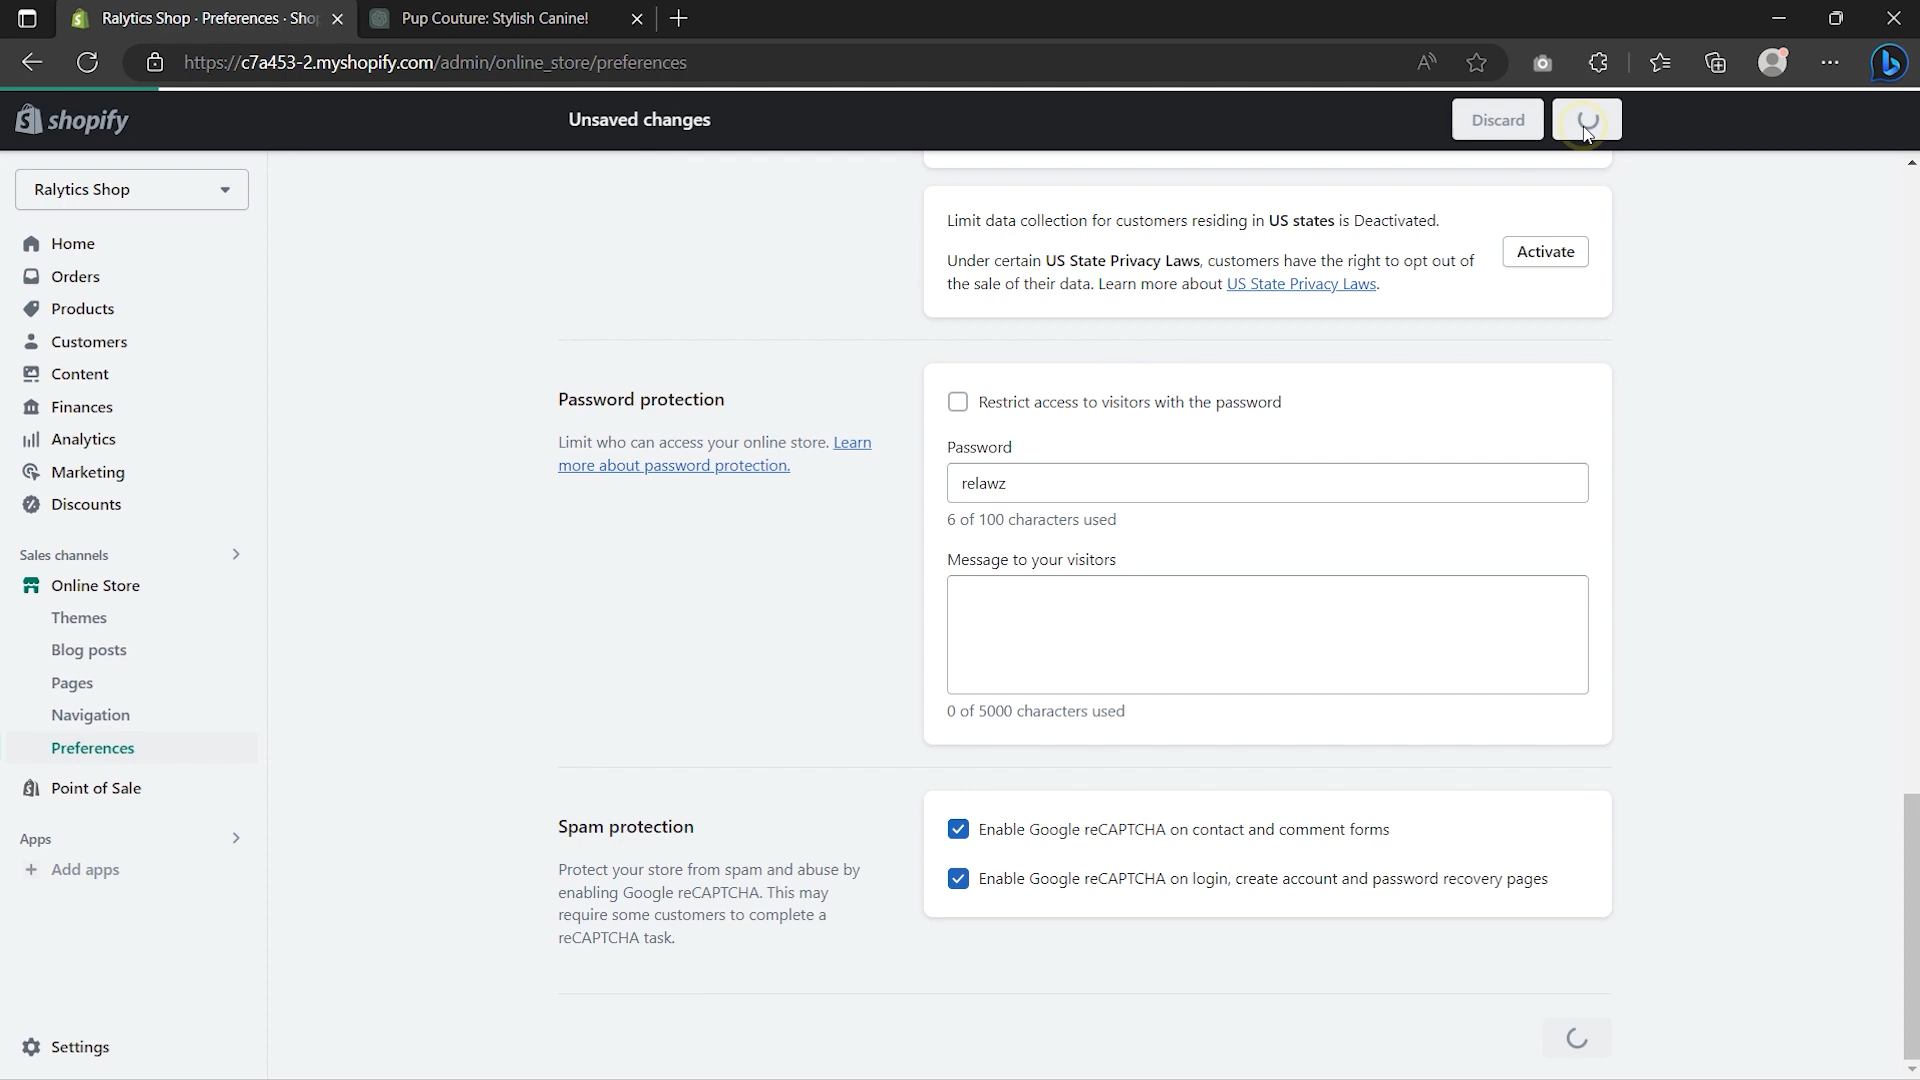 Ralytics Shop · Preferences · Sho
Pup Couture: Stylish Canine!
https://c7a453-2.myshopify.com/admin/online_store/preferences
shopify
Unsaved changes
Discard
Ralytics Shop
Home
Orders
Products
Customers
Content
Finances
Analytics
Marketing
Discounts
Sales channels
Online Store
Themes
Blog posts
Pages
Navigation
Preferences
Point of Sale
Apps
Add apps
Settings
Limit data collection for customers residing in US states is Deactivated.
Under certain US State Privacy Laws, customers have the right to opt out of
the sale of their data. Learn more about US State Privacy Laws.
Activate
Password protection
Limit who can access your online store. Learn
more about password protection.
Restrict access to visitors with the password
Password
relawz
6 of 100 characters used
Message to your visitors
0 of 5000 characters used
Spam protection
Protect your store from spam and abuse by
enabling Google reCAPTCHA. This may
require some customers to complete a
reCAPTCHA task.
Enable Google reCAPTCHA on contact and comment forms
Enable Google reCAPTCHA on login, create account and password recovery pages